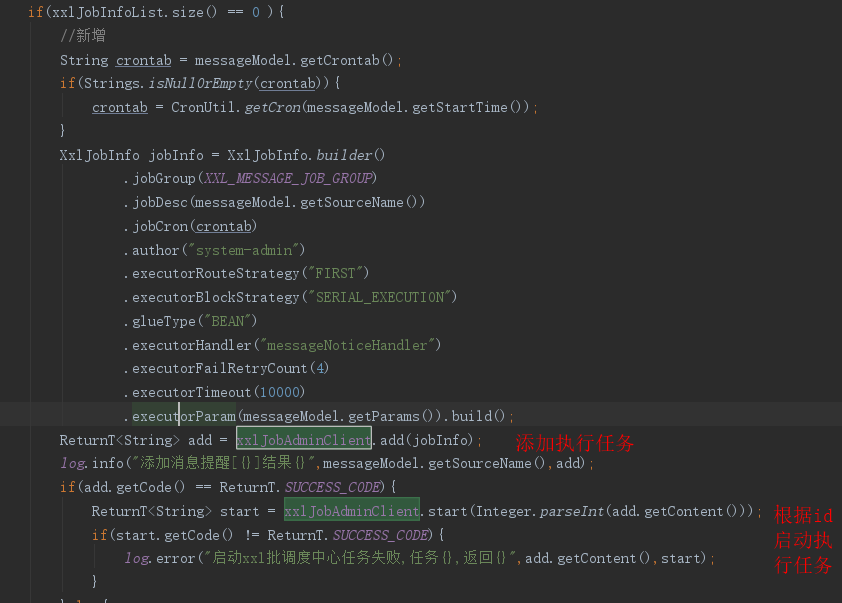 if(xxlJobInfoList.size() == 0 ){
//新增
String crontab = messageModel.getCrontab();
if(Strings.isNullOrEmpty(crontab)){
crontab = CronUtil.getCron(messageModel.getStartTime());
}
XxlJobInfo jobInfo = XxlJobInfo.builder()
.jobGroup(XXL_MESSAGE_JOB_GROUP)
.jobDesc(messageModel.getSourceName())
.jobCron(crontab)
.author("system-admin")
.executorRouteStrategy("FIRST")
.executorBlockStrategy("SERIAL_EXECUTION")
.glueType("BEAN")
.executorHandler("messageNoticeHandler")
.executorFailRetryCount(4)
.executorTimeout(10000)
.executorParam(messageModel.getParams()).build();
ReturnT<String> add = xxlJobAdminClient.add(jobInfo); 添加执行任务
log.info("添加消息提醒[{}]结果{}",messageModel.getSourceName(),add);
if(add.getCode() == ReturnT.SUCCESS_CODE){
ReturnT<String> start = xxlJobAdminClient.start(Integer.parseInt(add.getContent()));
根据id
启动执
行任务
if(start.getCode() != ReturnT.SUCCESS_CODE){
log.error("启动xxl批调度中心任务失败,任务{},返回{}",add.getContent(),start);
}